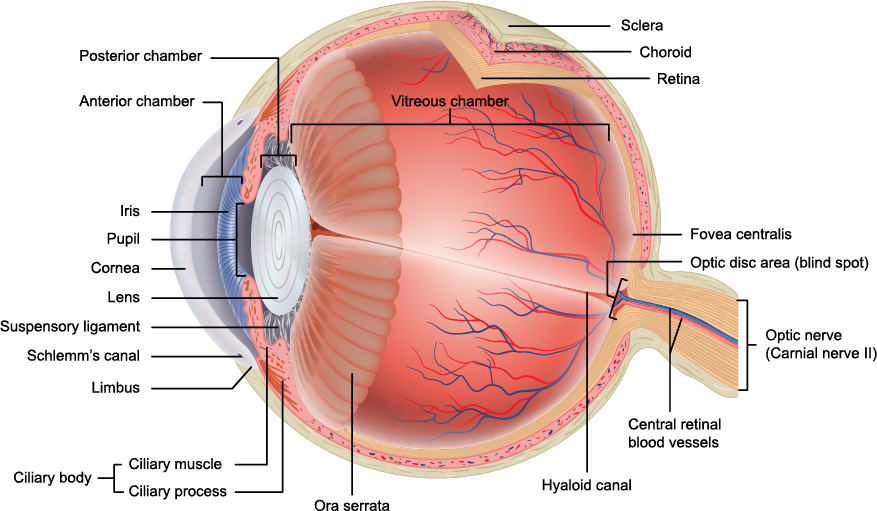 Sclera
Choroid
Retina
Posterior chamber
Anterior chamber
Vitreous chamber
Iris
Pupil
Cornea
Lens
Suspensory ligament
Schlemm's canal
Limbus
Ciliary body
Ciliary muscle
Ciliary process
Ora serrata
Fovea centralis
Optic disc area (blind spot)
Optic nerve
(Carnial nerve II)
Central retinal
blood vessels
Hyaloid canal